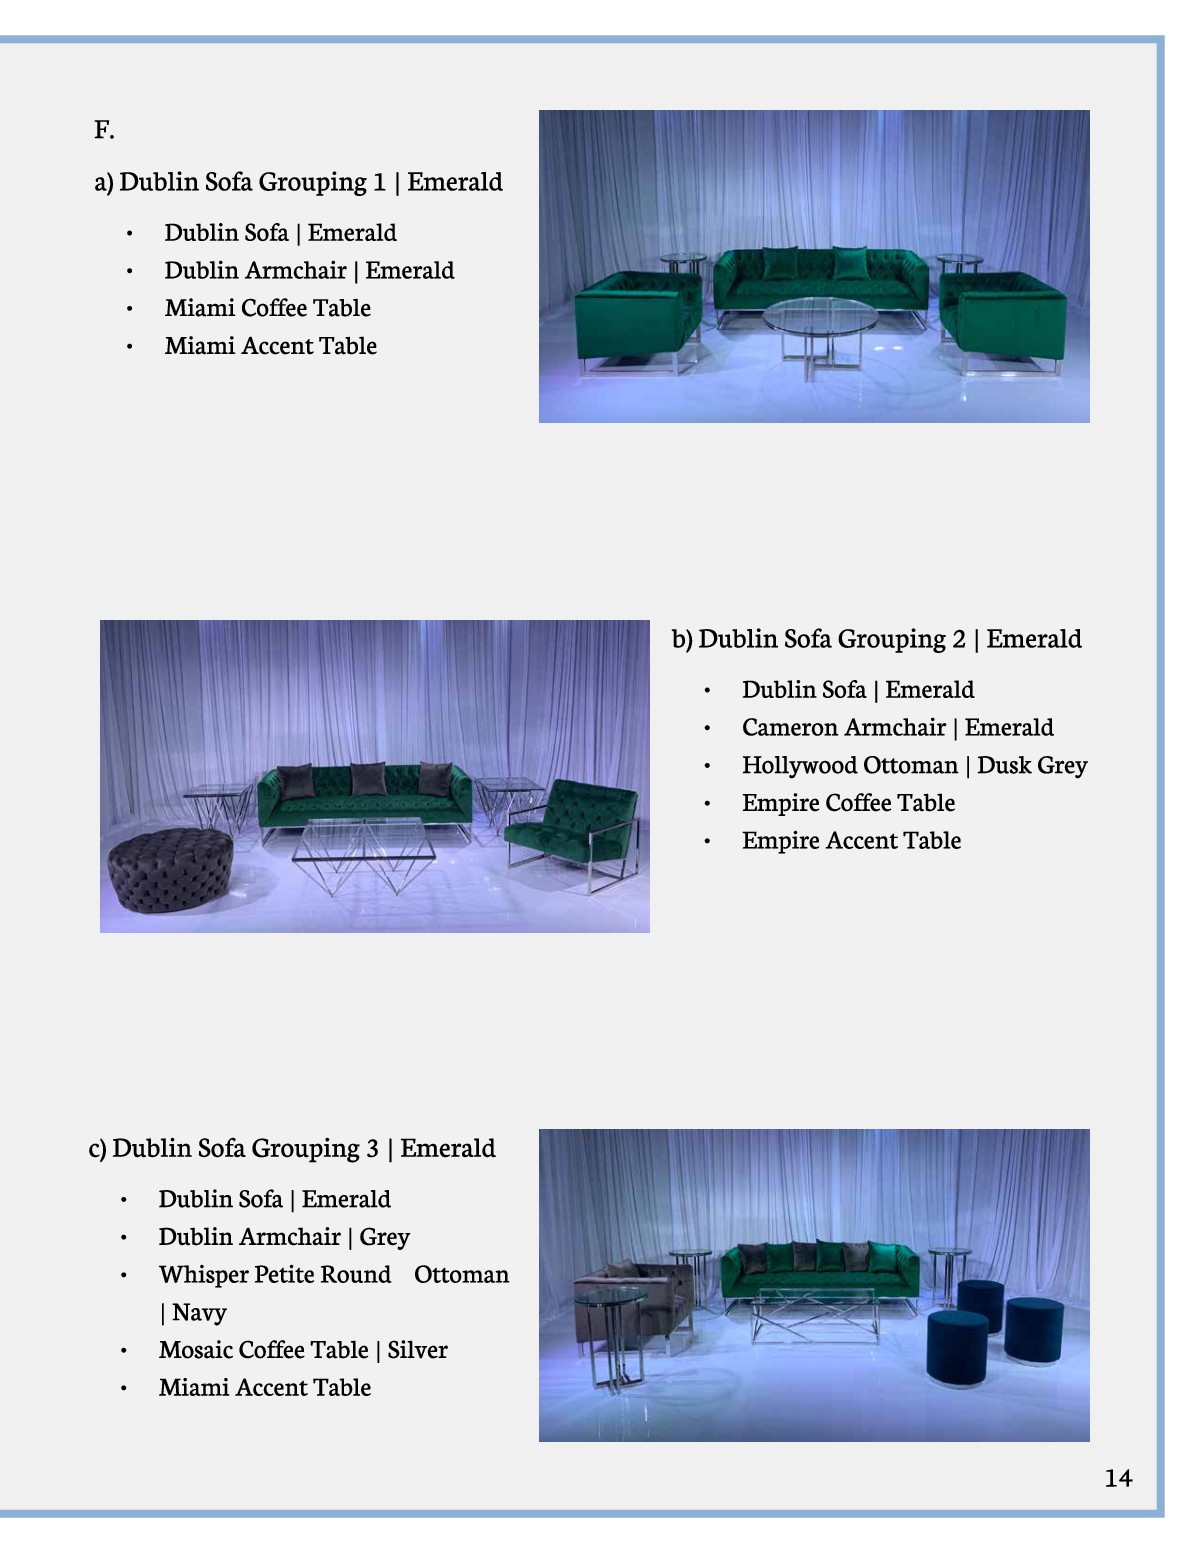 F.
a) Dublin Sofa Grouping 1 | Emerald
• Dublin Sofa | Emerald
• Dublin Armchair | Emerald
• Miami Coffee Table
• Miami Accent Table
b) Dublin Sofa Grouping 2 | Emerald
• Dublin Sofa | Emerald
• Cameron Armchair | Emerald
• Hollywood Ottoman | Dusk Grey
• Empire Coffee Table
• Empire Accent Table
c) Dublin Sofa Grouping 3 | Emerald
• Dublin Sofa | Emerald
• Dublin Armchair | Grey
• Whisper Petite Round Ottoman
| Navy
• Mosaic Coffee Table | Silver
• Miami Accent Table
14